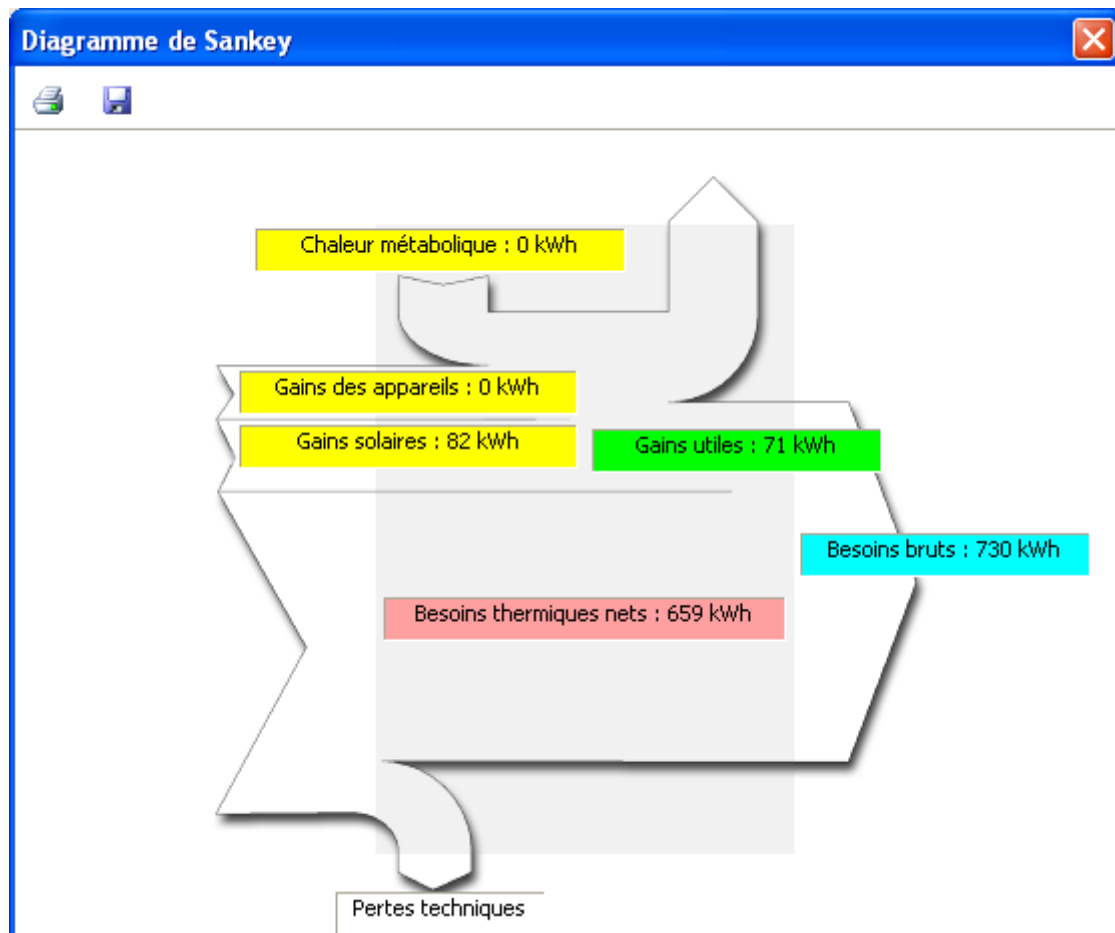 Diagramme de Sankey
Chaleur métabolique : 0 kWh
Gains des appareils : 0 kWh
Gains solaires : 82 kWh
Gains utiles : 71 kWh
Besoins bruts : 730 kWh
Besoins thermiques nets : 659 kWh
Pertes techniques